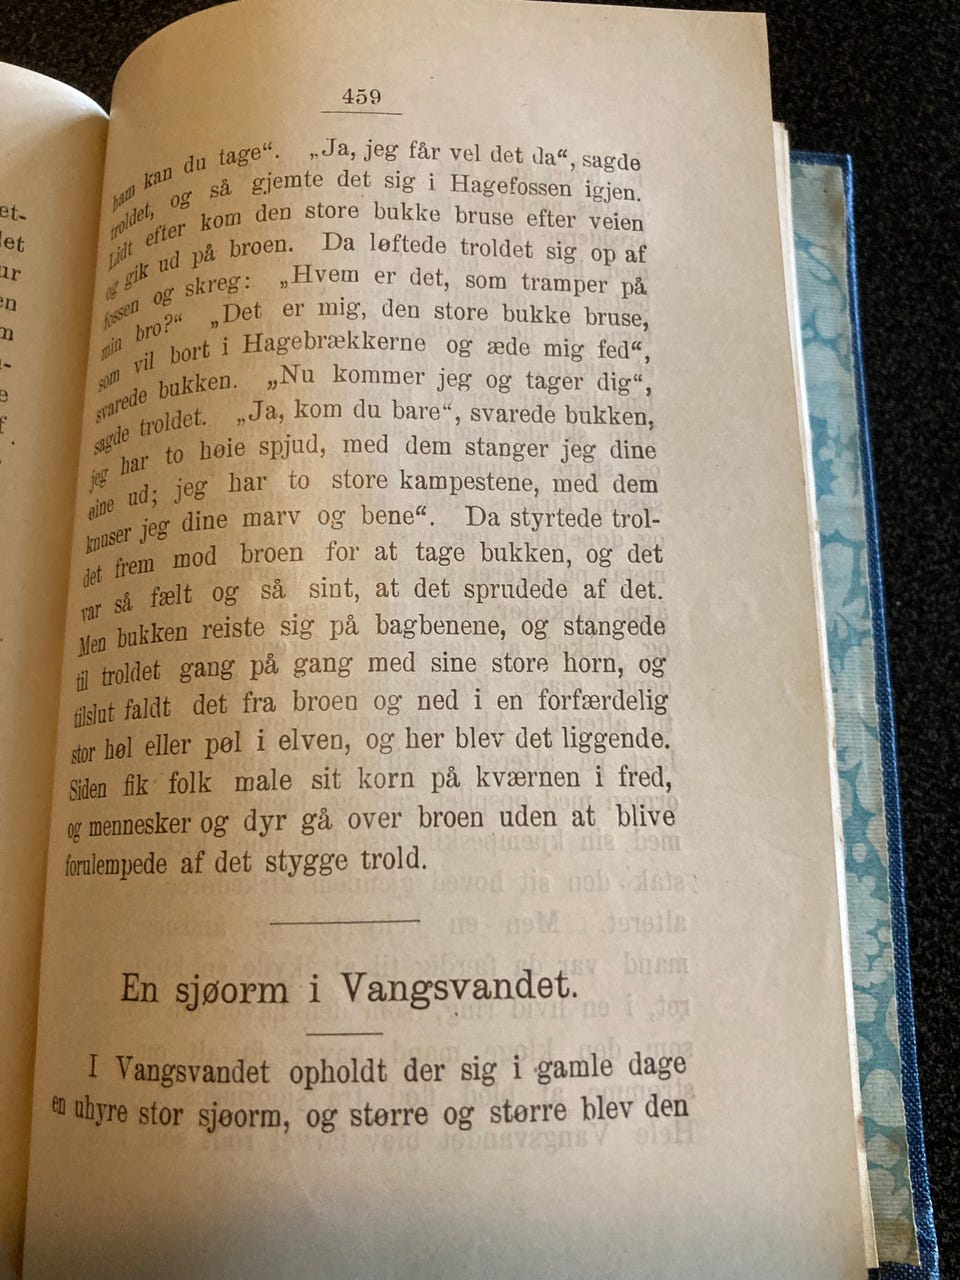 459
ham kan du tage“. „Ja, jeg får vel det da“, sagde
troldet, og så gjemte det sig i Hagefossen igjen.
Lidt efter kom den store bukke bruse efter veien
og gik ud på broen. Da løftede troldet sig op af
fossen og skreg: „Hvem er det, som tramper på
min bro?“ „Det er mig, den store bukke bruse,
som vil bort i Hagebrækkerne og æde mig fed“,
svarede bukken. „Nu kommer jeg og tager dig“,
sagde troldet. „Ja, kom du bare“, svarede bukken,
jeg har to høie spjud, med dem stanger jeg dine
øine ud; jeg har to store kampestene, med dem
knuser jeg dine marv og bene“. Da styrtede trol-
det frem mod broen for at tage bukken, og det
var så fælt og så sint, at det sprudede af det.
Men bukken reiste sig på bagbenene, og stangede
til troldet gang på gang med sine store horn, og
tilslut faldt det fra broen og ned i en forfærdelig
stor høl eller pøl i elven, og her blev det liggende.
Siden fik folk male sit korn på kværnen i fred,
og mennesker og dyr gå over broen uden at blive
forulempede af det stygge trold.
En sjøorm i Vangsvandet.
I Vangsvandet opholdt der sig i gamle dage
en uhyre stor sjøorm, og større og større blev den